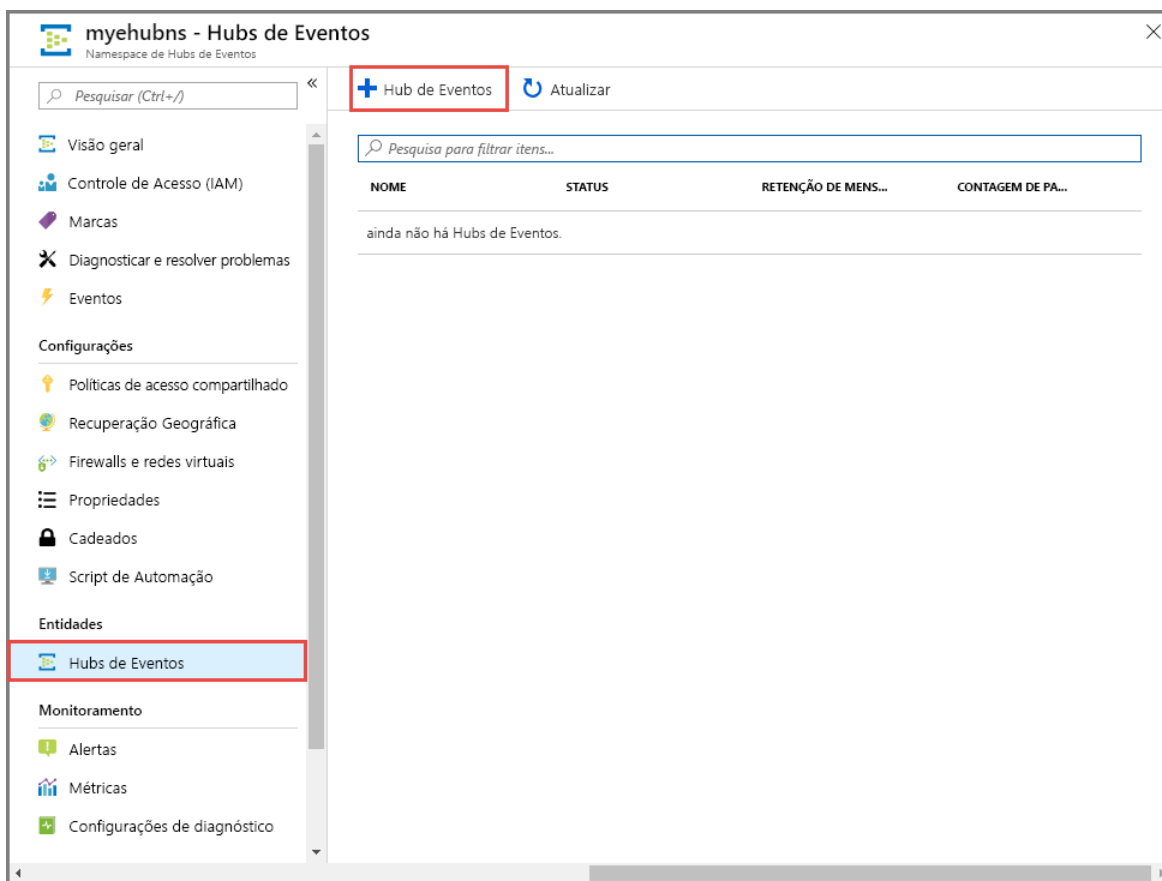 myehubns - Hubs de Eventos
Namespace de Hubs de Eventos
Pesquisar (Ctrl+/)
Visão geral
Controle de Acesso (IAM)
Marcas
Diagnosticar e resolver problemas
Eventos
Configurações
Políticas de acesso compartilhado
Recuperação Geográfica
Firewalls e redes virtuais
Propriedades
Cadeados
Script de Automação
Entidades
Hubs de Eventos
Monitoramento
Alertas
Métricas
Configurações de diagnóstico
Hub de Eventos Atualizar
Pesquisa para filtrar itens...
NOME STATUS RETENÇÃO DE MENS... CONTAGEM DE PA...
ainda não há Hubs de Eventos.